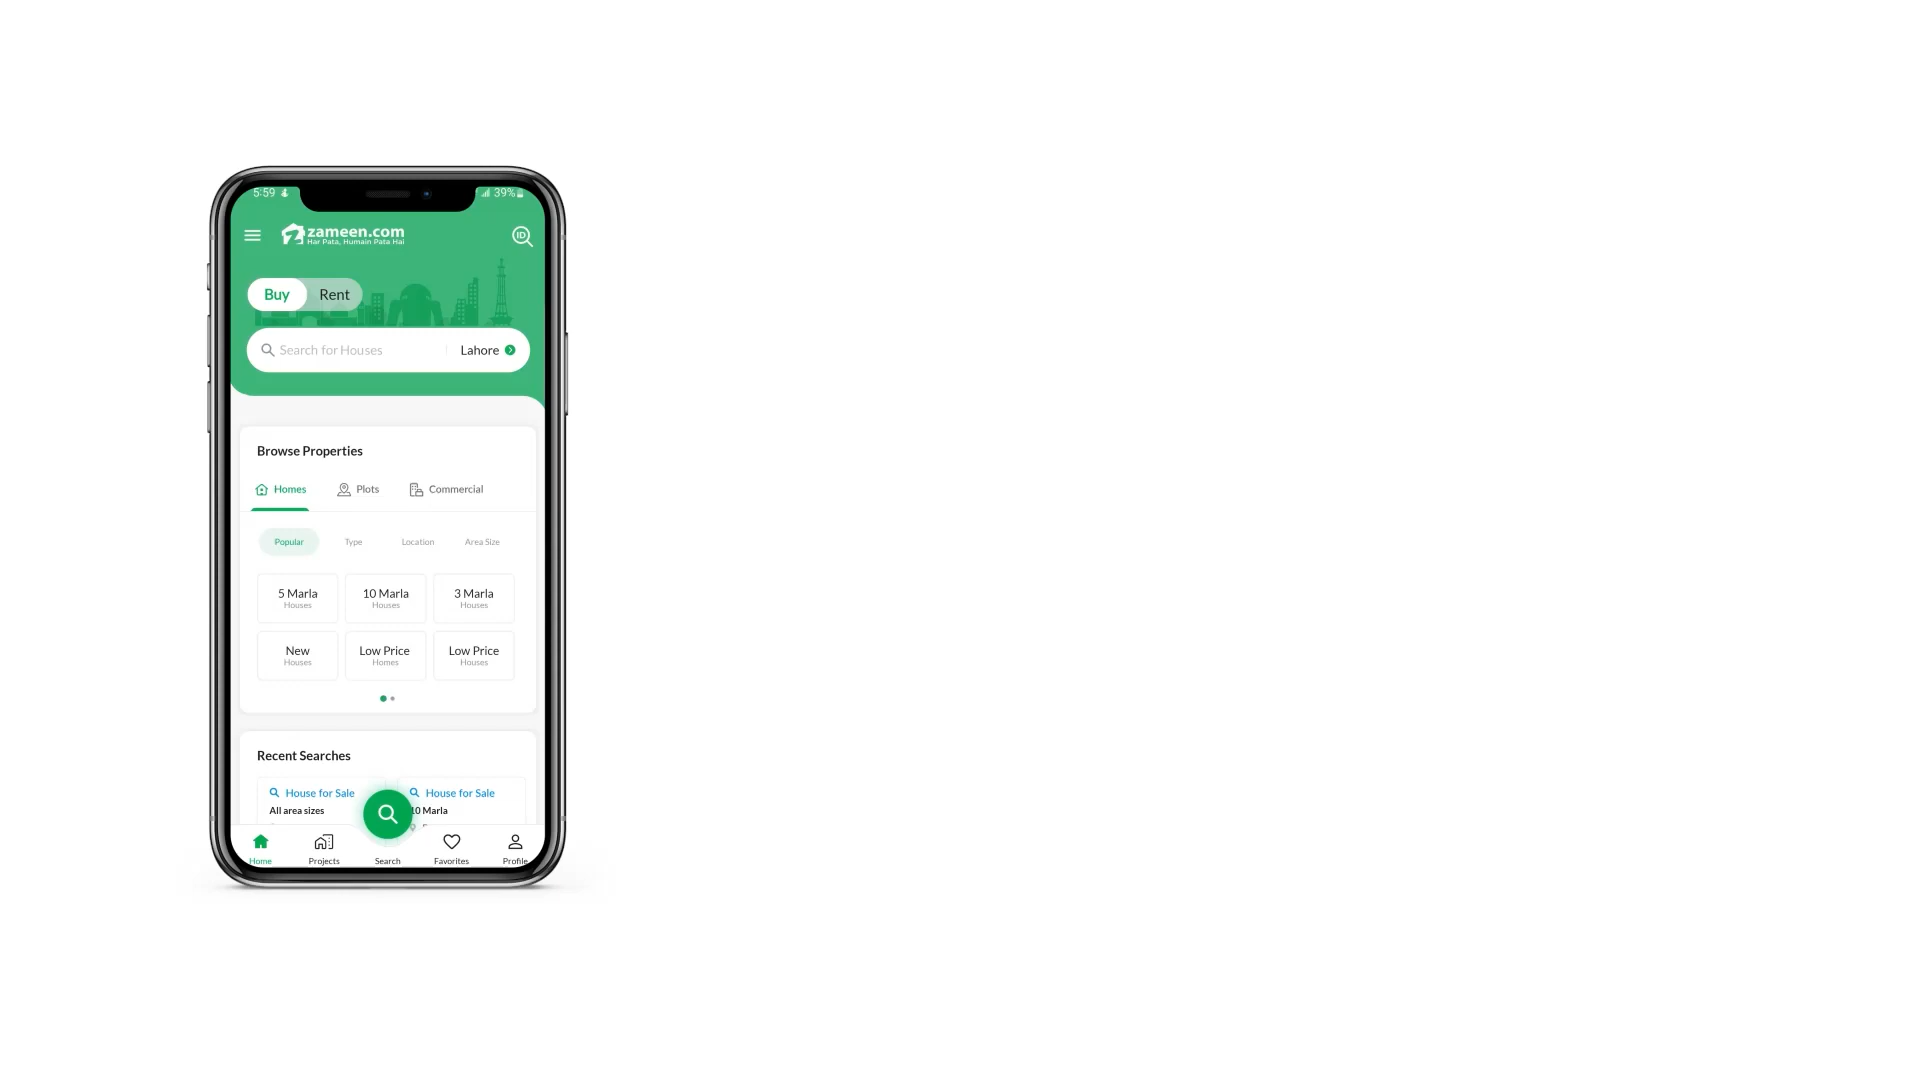 5:59
39%
zameen.com
Har Pata, Humain Pata Hai
ID
Buy
Rent
Search for Houses
Lahore
Browse Properties
Homes
Plots
Commercial
Popular
Type
Location
Area Size
5 Marla
Houses
10 Marla
Houses
3 Marla
Houses
New
Houses
Low Price
Homes
Low Price
Houses
Recent Searches
House for Sale
All area sizes
House for Sale
10 Marla
Home
Projects
Search
Favorites
Profile